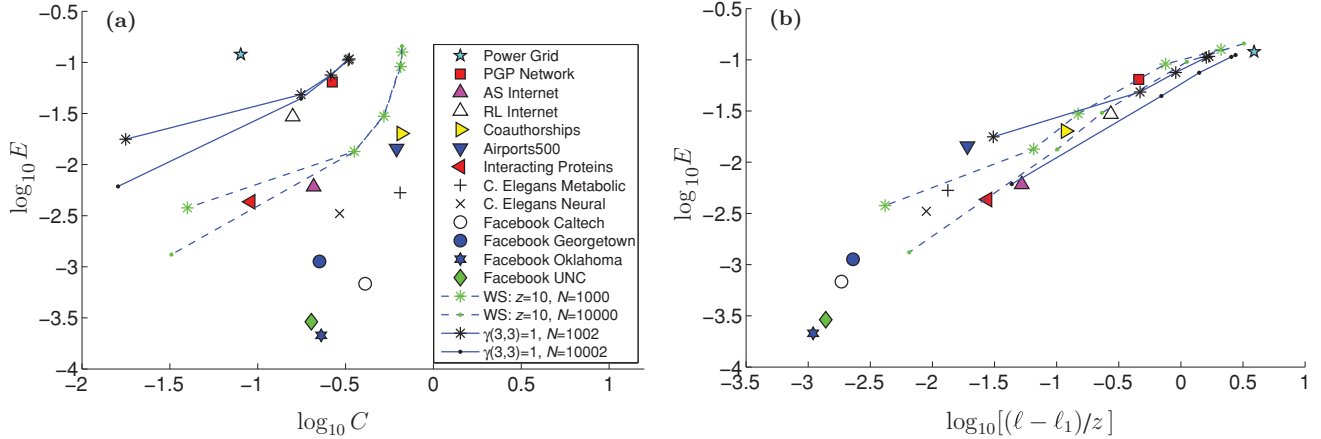 (a)
log10 E
−1
−1.5
−2
−2.5
−3
−3.5
−4
−2
−1.5
−1
−0.5
0
0.5
1
log10 C
Power Grid
PGP Network
AS Internet
RL Internet
Coauthorships
Airports500
Interacting Proteins
C. Elegans Metabolic
C. Elegans Neural
Facebook Caltech
Facebook Georgetown
Facebook Oklahoma
Facebook UNC
WS: z=10, N=1000
WS: z=10, N=10000
γ(3,3)=1, N=1002
γ(3,3)=1, N=10002
(b)
log10 E
−0.5
−1
−1.5
−2
−2.5
−3
−3.5
−4
−3.5
−3
−2.5
−2
−1.5
−1
−0.5
0
0.5
1
log10[(ℓ − ℓ1)/z]